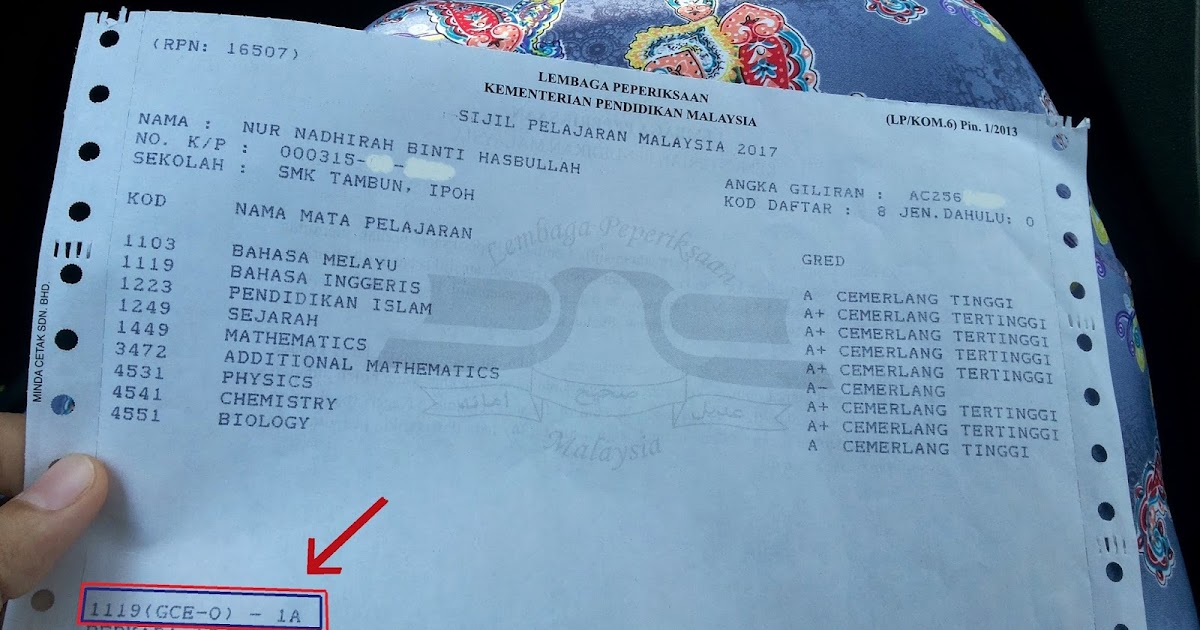 (RPN: 16507)
LEMBAGA PEPERIKSAAN
KEMENTERIAN PENDIDIKAN MALAYSIA
(LP/KOM.6) Pin. 1/2013
SIJIL PELAJARAN MALAYSIA 2017
NAMA : NUR NADHIRAH BINTI HASBULLAH
NO. K/P : 000315- -
SEKOLAH : SMK TAMBUN, IPOH
ANGKA GILIRAN : AC256
KOD DAFTAR : 8 JEN.DAHULU: 0
KOD NAMA MATA PELAJARAN GRED
1103 BAHASA MELAYU A CEMERLANG TINGGI
1119 BAHASA INGGERIS A+ CEMERLANG TERTINGGI
1223 PENDIDIKAN ISLAM A+ CEMERLANG TERTINGGI
1249 SEJARAH A+ CEMERLANG TERTINGGI
1449 MATHEMATICS A+ CEMERLANG TERTINGGI
3472 ADDITIONAL MATHEMATICS A- CEMERLANG
4531 PHYSICS A+ CEMERLANG TERTINGGI
4541 CHEMISTRY A+ CEMERLANG TERTINGGI
4551 BIOLOGY A CEMERLANG TINGGI
Lembaga Peperiksaan
Malaysia
MINDA CETAK SDN. BHD.
1119(GCE-O) - 1A